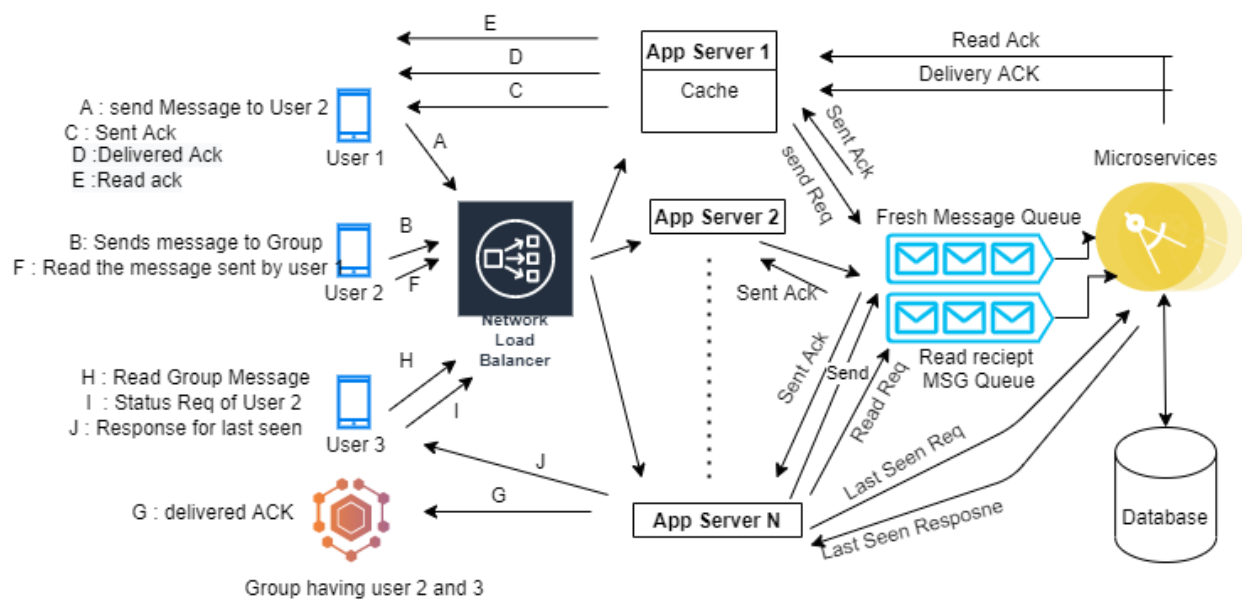 E
D
C
App Server 1
Cache
Read Ack
Delivery ACK
A : send Message to User 2
C : Sent Ack
D :Delivered Ack
E :Read ack
User 1
A
Sent Ack
send Req
Microservices
App Server 2
Fresh Message Queue
B: Sends message to Group
F : Read the message sent by user 1
User 2
B
F
Sent Ack
Network
Load
Balancer
H : Read Group Message
I : Status Req of User 2
J : Response for last seen
User 3
H
I
Sent Ack
Send
Read Req
Read reciept
MSG Queue
Last Seen Req
Last Seen Resposne
J
G
G : delivered ACK
App Server N
Database
Group having user 2 and 3